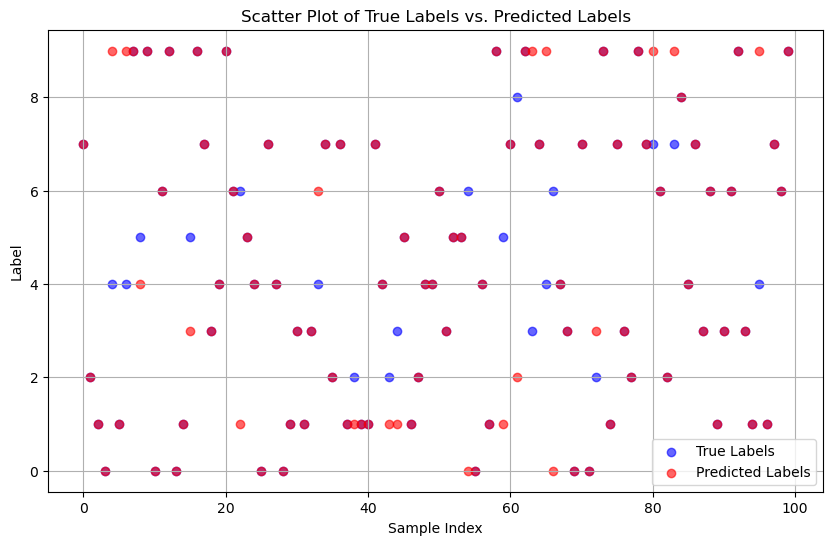 Scatter Plot of True Labels vs. Predicted Labels
8
6
4
2
0
Label
True Labels
Predicted Labels
0
20
40
60
80
100
Sample Index